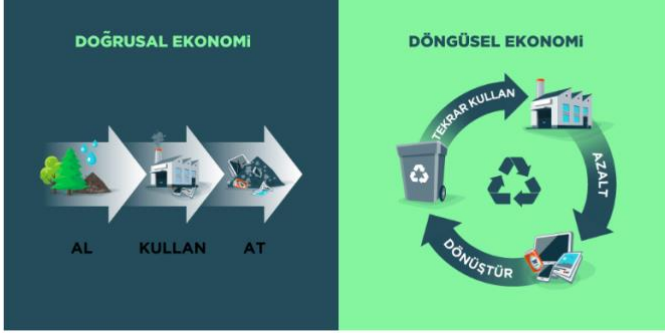 DOĞRUSAL EKONOMİ
AL
KULLAN
AT
DÖNGÜSEL EKONOMİ
TEKRAR KULLAN
AZALT
DÖNÜŞTÜR